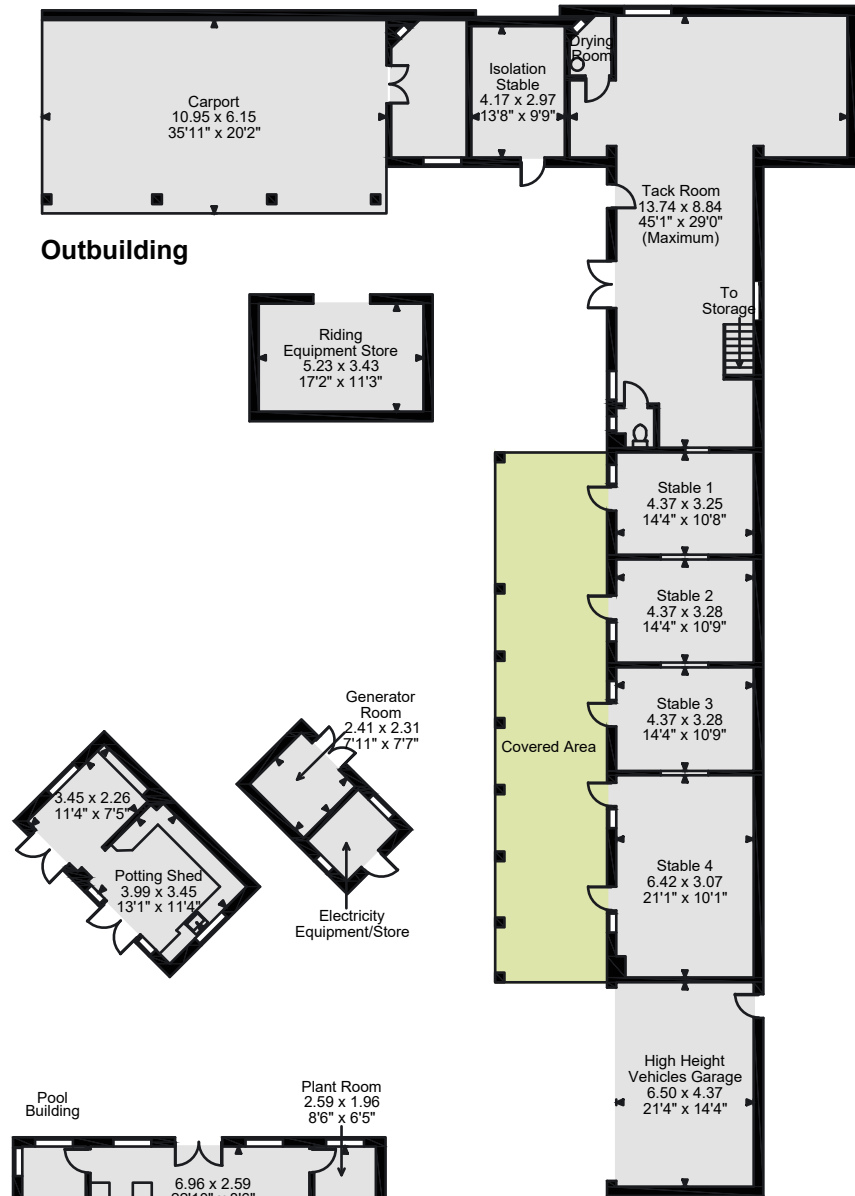 Carport
10.95 x 6.15
35'11" x 20'2"
Isolation
Stable
4.17 x 2.97
13'8" x 9'9"
Drying
Room
Tack Room
13.74 x 8.84
45'1" x 29'0"
(Maximum)
Outbuilding
To
Storage
Riding
Equipment Store
5.23 x 3.43
17'2" x 11'3"
Stable 1
4.37 x 3.25
14'4" x 10'8"
Stable 2
4.37 x 3.28
14'4" x 10'9"
Stable 3
4.37 x 3.28
14'4" x 10'9"
Covered Area
Generator
Room
2.41 x 2.31
7'11" x 7'7"
3.45 x 2.26
11'4" x 7'5"
Potting Shed
3.99 x 3.45
13'1" x 11'4"
Electricity
Equipment/Store
Stable 4
6.42 x 3.07
21'1" x 10'1"
High Height
Vehicles Garage
6.50 x 4.37
21'4" x 14'4"
Pool
Building
Plant Room
2.59 x 1.96
8'6" x 6'5"
6.96 x 2.59